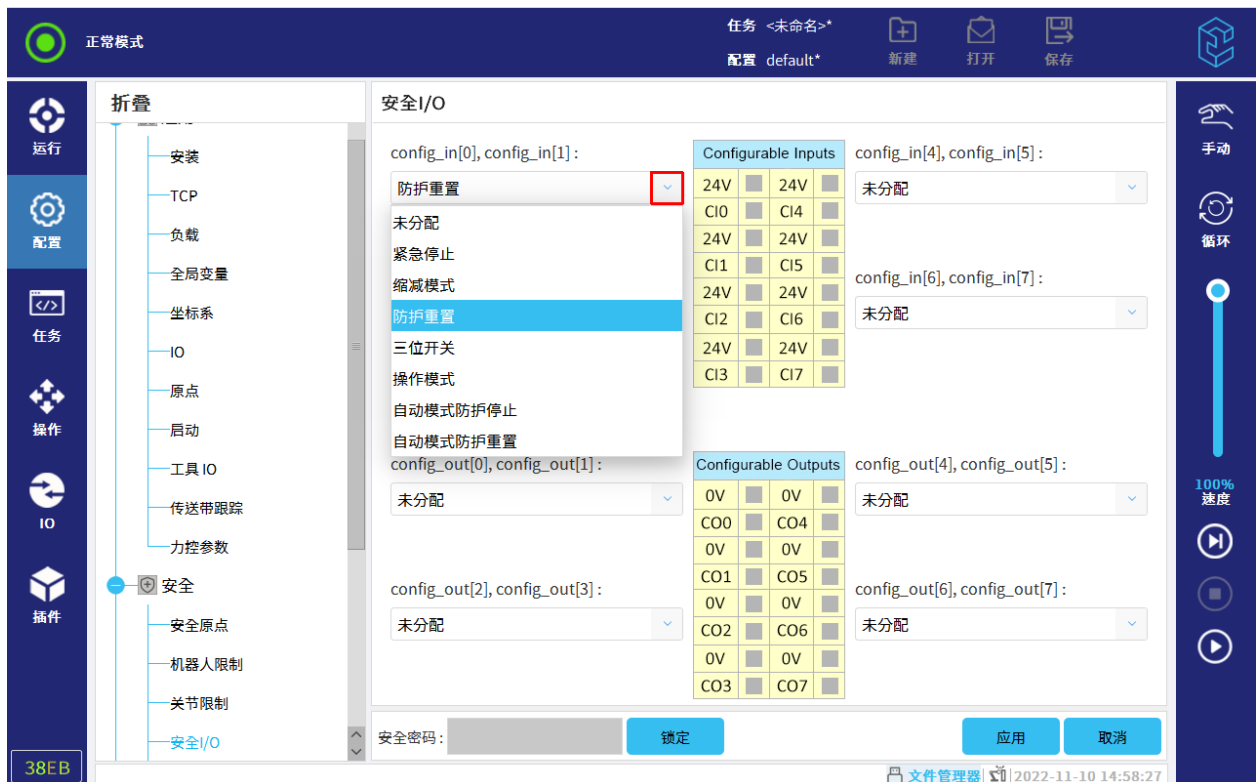 正常模式
任务 <未命名>*
配置 default*
新建
打开
保存
运行
配置
任务
操作
IO
插件
38EB
折叠
安装
TCP
负载
全局变量
坐标系
IO
原点
启动
工具 IO
传送带跟踪
力控参数
安全
安全原点
机器人限制
关节限制
安全I/O
安全I/O
config_in[0], config_in[1] :
防护重置
未分配
紧急停止
缩减模式
防护重置
三位开关
操作模式
自动模式防护停止
自动模式防护重置
Configurable Inputs
24V 24V
CI0 CI4
24V 24V
CI1 CI5
24V 24V
CI2 CI6
24V 24V
CI3 CI7
config_in[4], config_in[5] :
未分配
config_in[6], config_in[7] :
未分配
config_out[0], config_out[1] :
未分配
config_out[2], config_out[3] :
未分配
Configurable Outputs
0V 0V
CO0 CO4
0V 0V
CO1 CO5
0V 0V
CO2 CO6
0V 0V
CO3 CO7
config_out[4], config_out[5] :
未分配
config_out[6], config_out[7] :
未分配
安全密码 :
锁定
应用
取消
文件管理器
2022-11-10 14:58:27
手动
循环
100%
速度